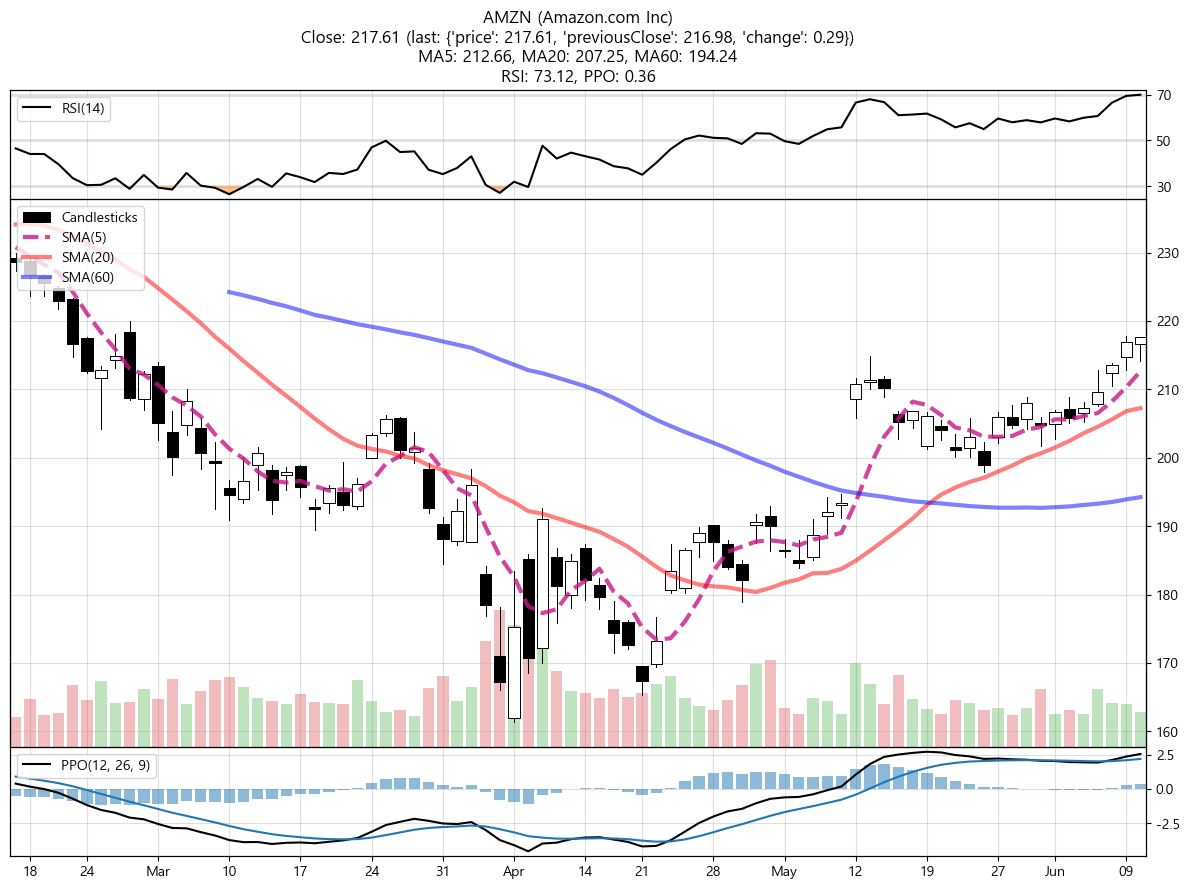 AMZN (Amazon.com Inc)
Close: 217.61 (last: {'price': 217.61, 'previousClose': 216.98, 'change': 0.29})
MA5: 212.66, MA20: 207.25, MA60: 194.24
RSI: 73.12, PPO: 0.36
RSI(14)
70
50
30
Candlesticks
SMA(5)
SMA(20)
SMA(60)
230
220
210
200
190
180
170
160
PPO(12, 26, 9)
2.5
0.0
−2.5
18 24 Mar 10 17 24 31 Apr 14 21 28 May 12 19 27 Jun 09